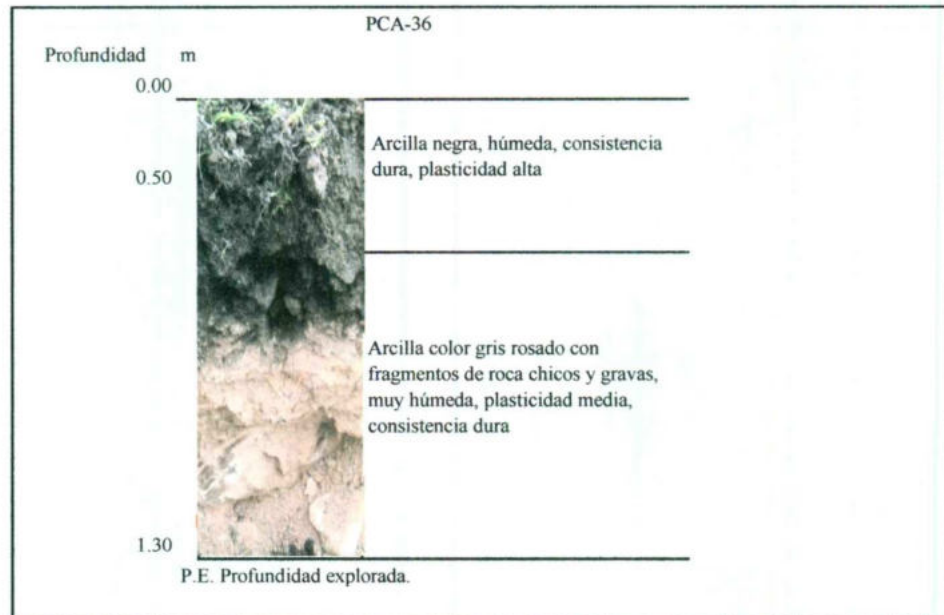 PCA-36
Profundidad m
0.00
Arcilla negra, húmeda, consistencia
dura, plasticidad alta
0.50
Arcilla color gris rosado con
fragmentos de roca chicos y gravas,
muy húmeda, plasticidad media,
consistencia dura
1.30
P.E. Profundidad explorada.